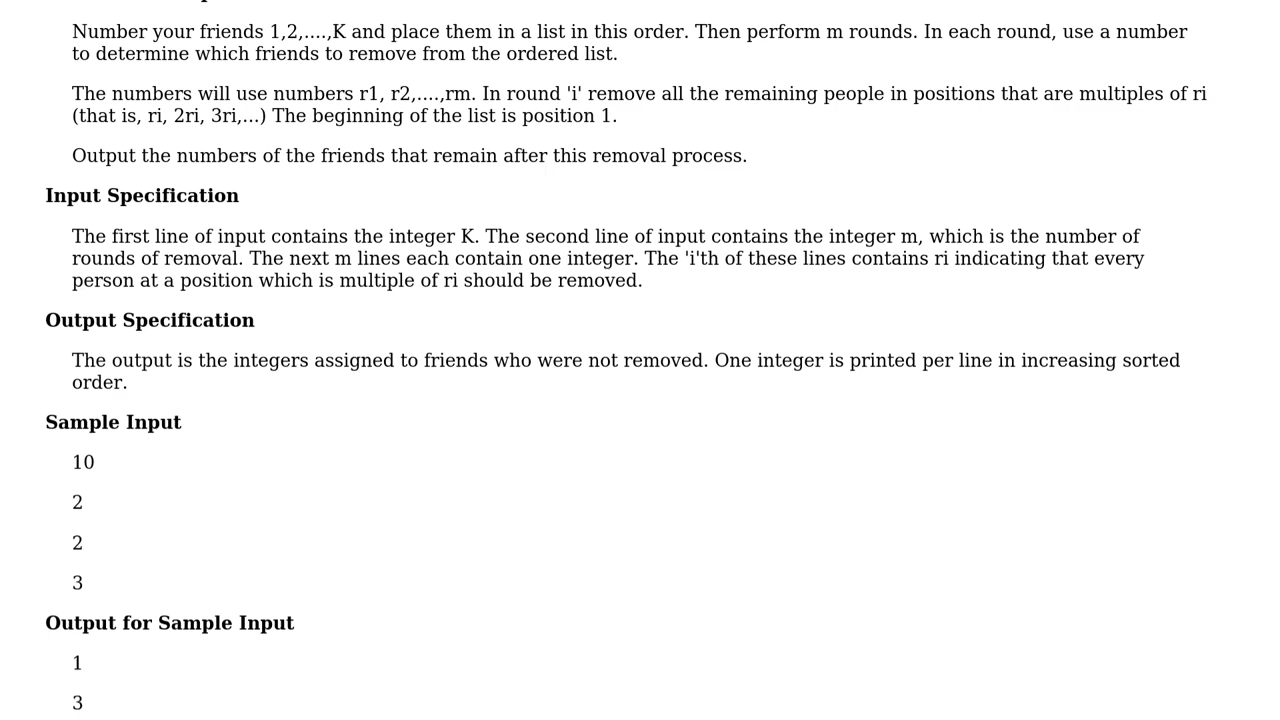 Number your friends 1,2,....,K and place them in a list in this order. Then perform m rounds. In each round, use a number
to determine which friends to remove from the ordered list.
The numbers will use numbers r1, r2,....,rm. In round 'i' remove all the remaining people in positions that are multiples of ri
(that is, ri, 2ri, 3ri,...) The beginning of the list is position 1.
Output the numbers of the friends that remain after this removal process.
Input Specification
The first line of input contains the integer K. The second line of input contains the integer m, which is the number of
rounds of removal. The next m lines each contain one integer. The 'i'th of these lines contains ri indicating that every
person at a position which is multiple of ri should be removed.
Output Specification
The output is the integers assigned to friends who were not removed. One integer is printed per line in increasing sorted
order.
Sample Input
10
2
2
3
Output for Sample Input
1
3